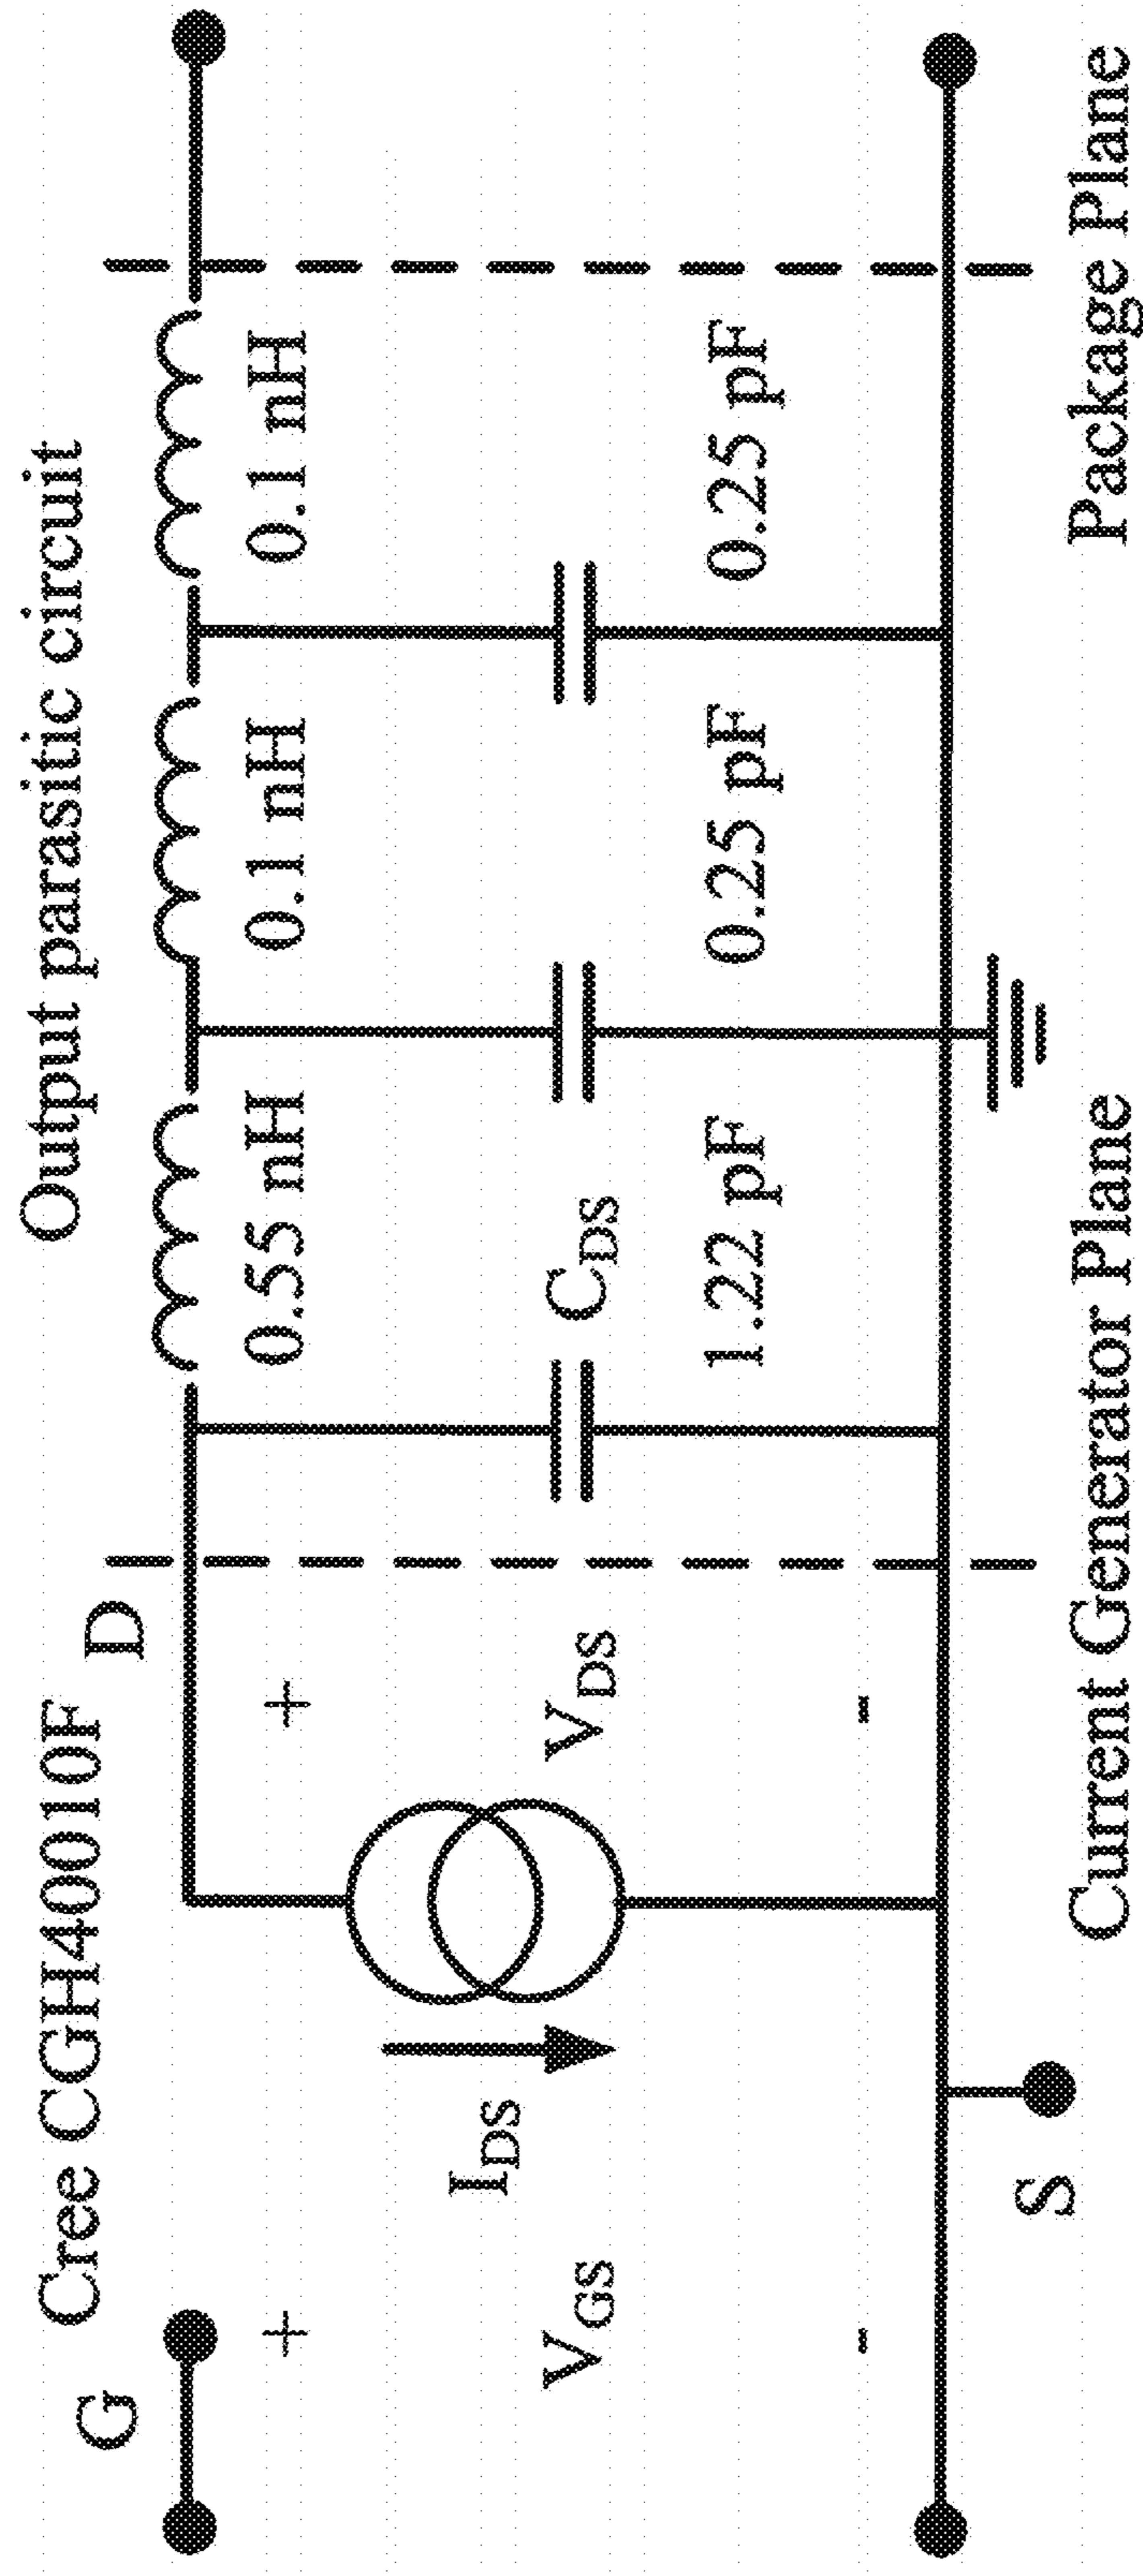 Output parasitic circuit
Cree CGH40010F
G
D
+
+
0.55 nH
0.1 nH
0.1 nH
V_GS
I_DS
V_DS
C_DS
1.22 pF
0.25 pF
0.25 pF
-
-
S
Current Generator Plane
Package Plane